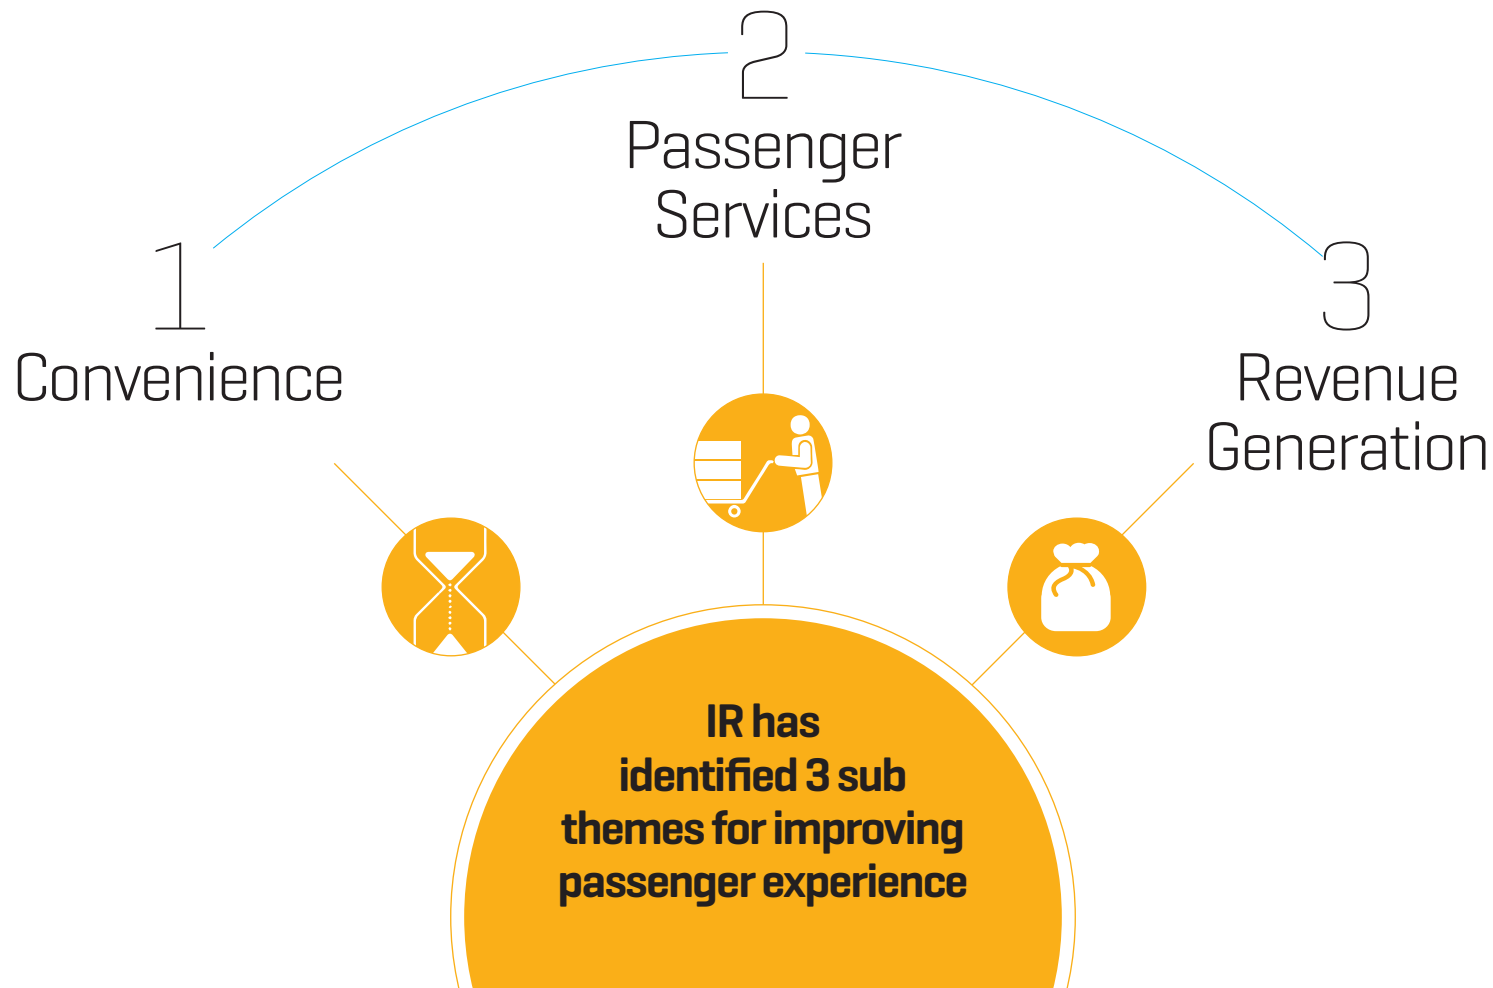 1
Convenience
2
Passenger
Services
3
Revenue
Generation
IR has
identified 3 sub
themes for improving
passenger experience